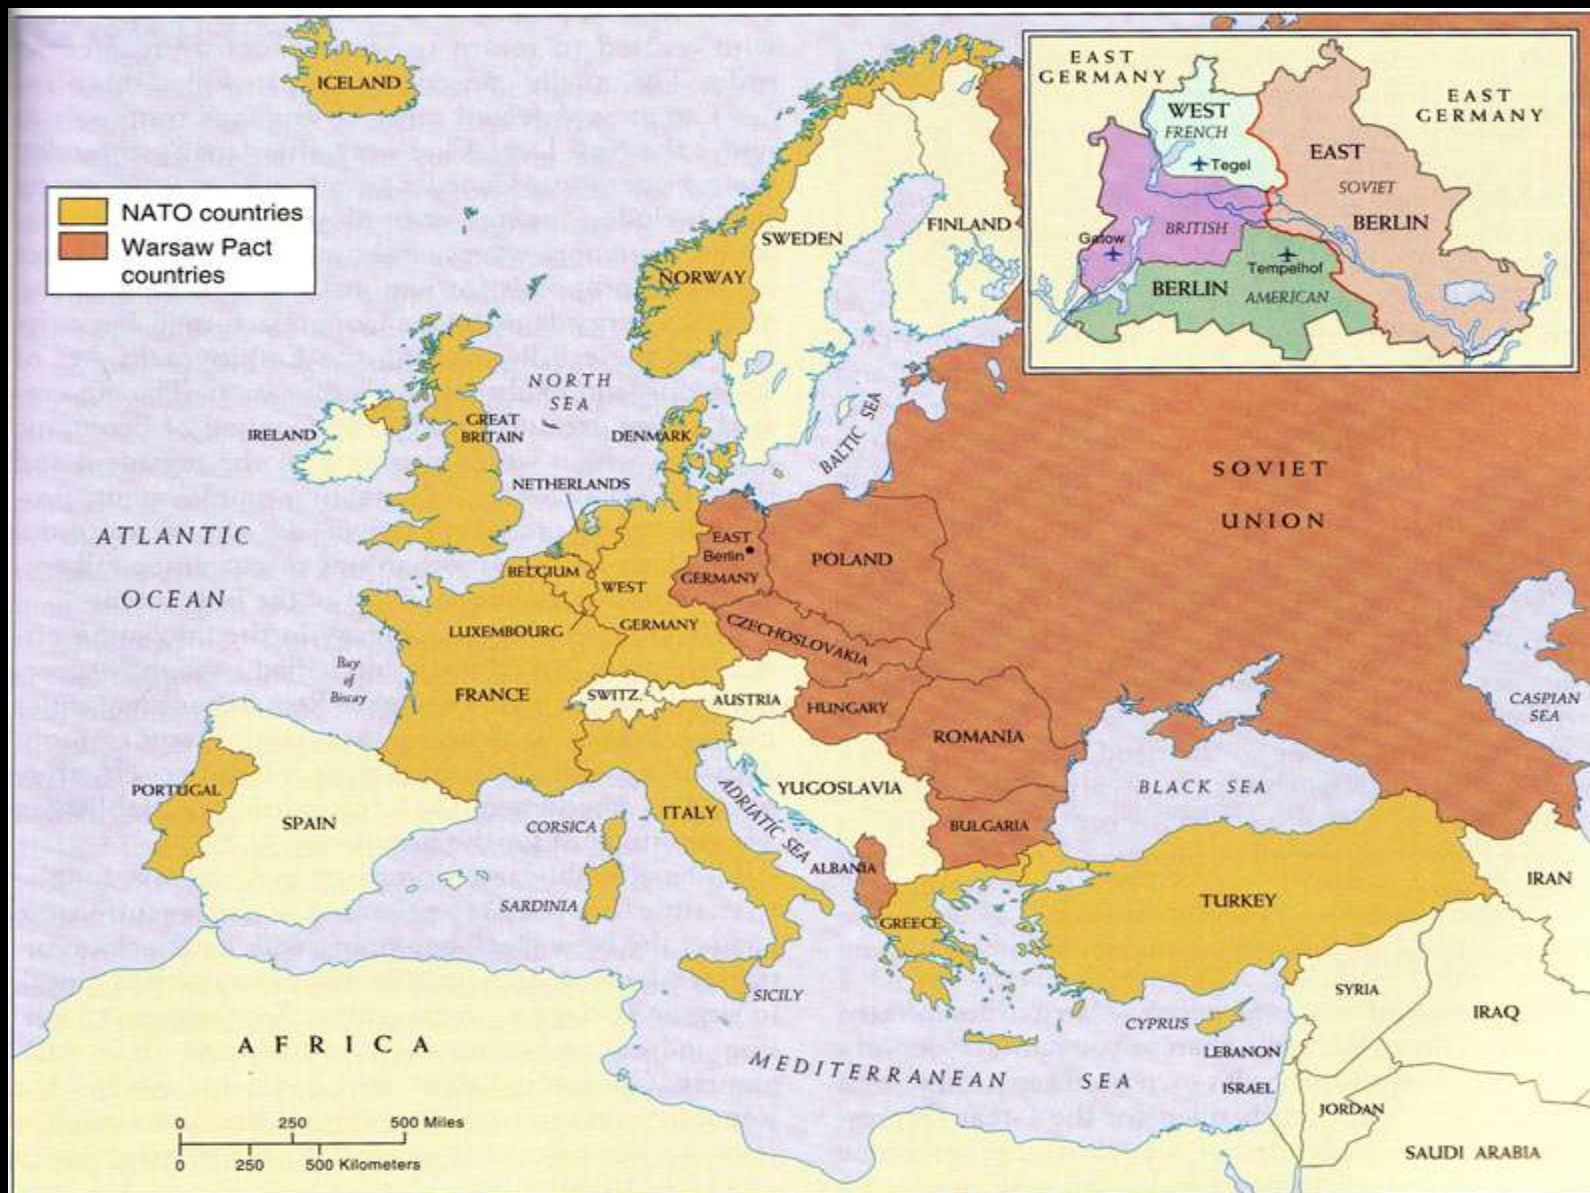 ICELAND
NATO countries
Warsaw Pact
countries
EAST
GERMANY
EAST
GERMANY
WEST
FRENCH
Tegel
EAST
SOVIET
BERLIN
BRITISH
Gatow
Tempelhof
BERLIN
AMERICAN
FINLAND
SWEDEN
NORWAY
NORTH
SEA
BALTIC SEA
IRELAND
GREAT
BRITAIN
DENMARK
NETHERLANDS
SOVIET
UNION
ATLANTIC
OCEAN
EAST
Berlin
GERMANY
POLAND
BELGIUM
WEST
GERMANY
LUXEMBOURG
CZECHOSLOVAKIA
Bay
of
Biscay
FRANCE
SWITZ.
AUSTRIA
HUNGARY
ROMANIA
CASPIAN
SEA
PORTUGAL
SPAIN
CORSICA
ITALY
ADRIATIC SEA
YUGOSLAVIA
BLACK SEA
BULGARIA
ALBANIA
SARDINIA
GREECE
TURKEY
IRAN
SICILY
SYRIA
IRAQ
CYPRUS
LEBANON
ISRAEL
AFRICA
MEDITERRANEAN SEA
JORDAN
SAUDI ARABIA
0 250 500 Miles
0 250 500 Kilometers